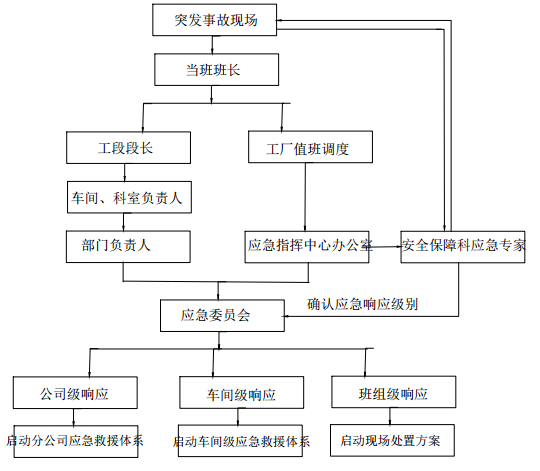 突发事故现场
当班班长
工段段长
工厂值班调度
车间、科室负责人
部门负责人
应急指挥中心办公室
安全保障科应急专家
确认应急响应级别
应急委员会
公司级响应
车间级响应
班组级响应
启动分公司应急救援体系
启动车间级应急救援体系
启动现场处置方案